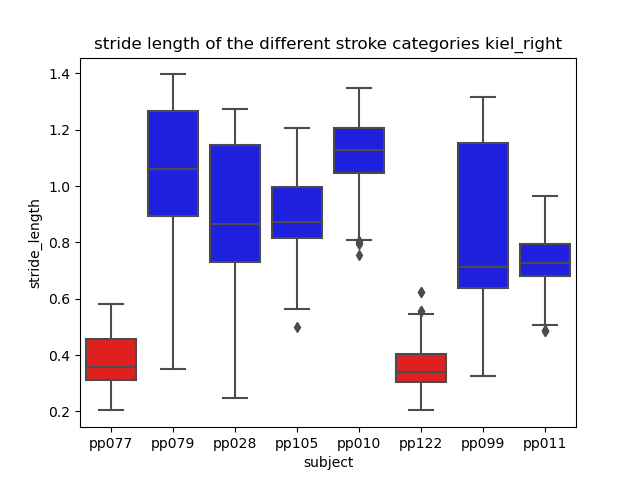 stride length of the different stroke categories kiel_right
stride_length
1.4
1.2
1.0
0.8
0.6
0.4
0.2
pp077 pp079 pp028 pp105 pp010 pp122 pp099 pp011
subject